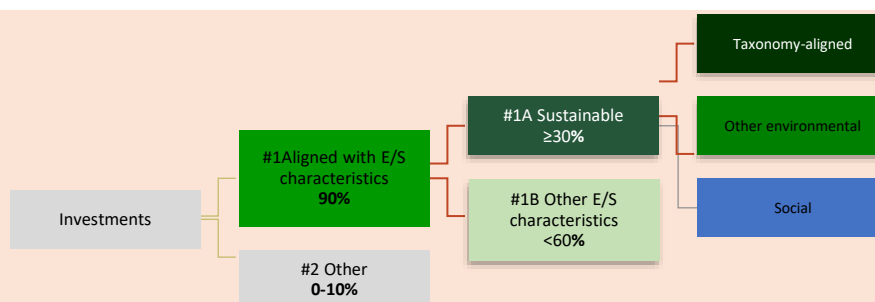 Investments
#1Aligned with E/S
characteristics
90%
#2 Other
0-10%
#1A Sustainable
≥30%
#1B Other E/S
characteristics
<60%
Taxonomy-aligned
Other environmental
Social